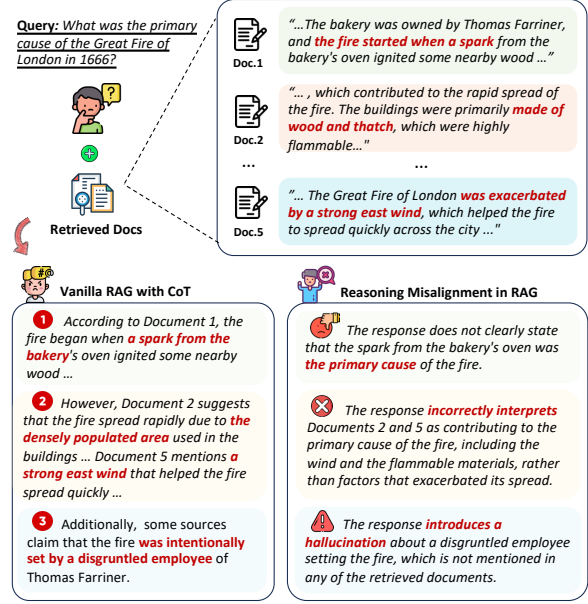 Query: What was the primary
cause of the Great Fire of
London in 1666?
?
Retrieved Docs
Doc.1
"...The bakery was owned by Thomas Farriner,
and the fire started when a spark from the
bakery's oven ignited some nearby wood ..."
Doc.2
"... , which contributed to the rapid spread of
the fire. The buildings were primarily made of
wood and thatch, which were highly
flammable..."
...
...
Doc.5
"... The Great Fire of London was exacerbated
by a strong east wind, which helped the fire
to spread quickly across the city ..."
#@
Vanilla RAG with CoT
1 According to Document 1, the
fire began when a spark from the
bakery's oven ignited some nearby
wood ...
2 However, Document 2 suggests
that the fire spread rapidly due to the
densely populated area used in the
buildings ... Document 5 mentions a
strong east wind that helped the fire
spread quickly ...
3 Additionally, some sources
claim that the fire was intentionally
set by a disgruntled employee of
Thomas Farriner.
Reasoning Misalignment in RAG
The response does not clearly state
that the spark from the bakery's oven was
the primary cause of the fire.
The response incorrectly interprets
Documents 2 and 5 as contributing to the
primary cause of the fire, including the
wind and the flammable materials, rather
than factors that exacerbated its spread.
The response introduces a
hallucination about a disgruntled employee
setting the fire, which is not mentioned in
any of the retrieved documents.